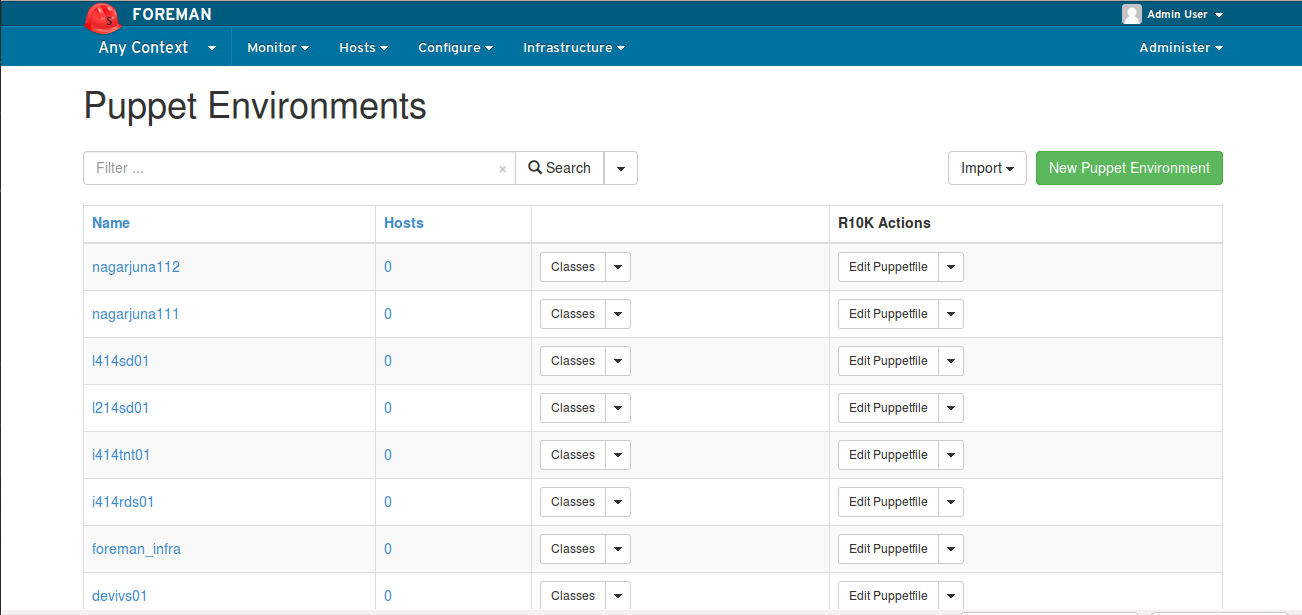 FOREMAN Admin User
Any Context Monitor Hosts Configure Infrastructure Administer
Puppet Environments
Filter ... × Search Import New Puppet Environment
Name Hosts R10K Actions
nagarjuna112 0 Classes Edit Puppetfile
nagarjuna111 0 Classes Edit Puppetfile
l414sd01 0 Classes Edit Puppetfile
l214sd01 0 Classes Edit Puppetfile
i414tnt01 0 Classes Edit Puppetfile
i414rds01 0 Classes Edit Puppetfile
foreman_infra 0 Classes Edit Puppetfile
devivs01 0 Classes Edit Puppetfile